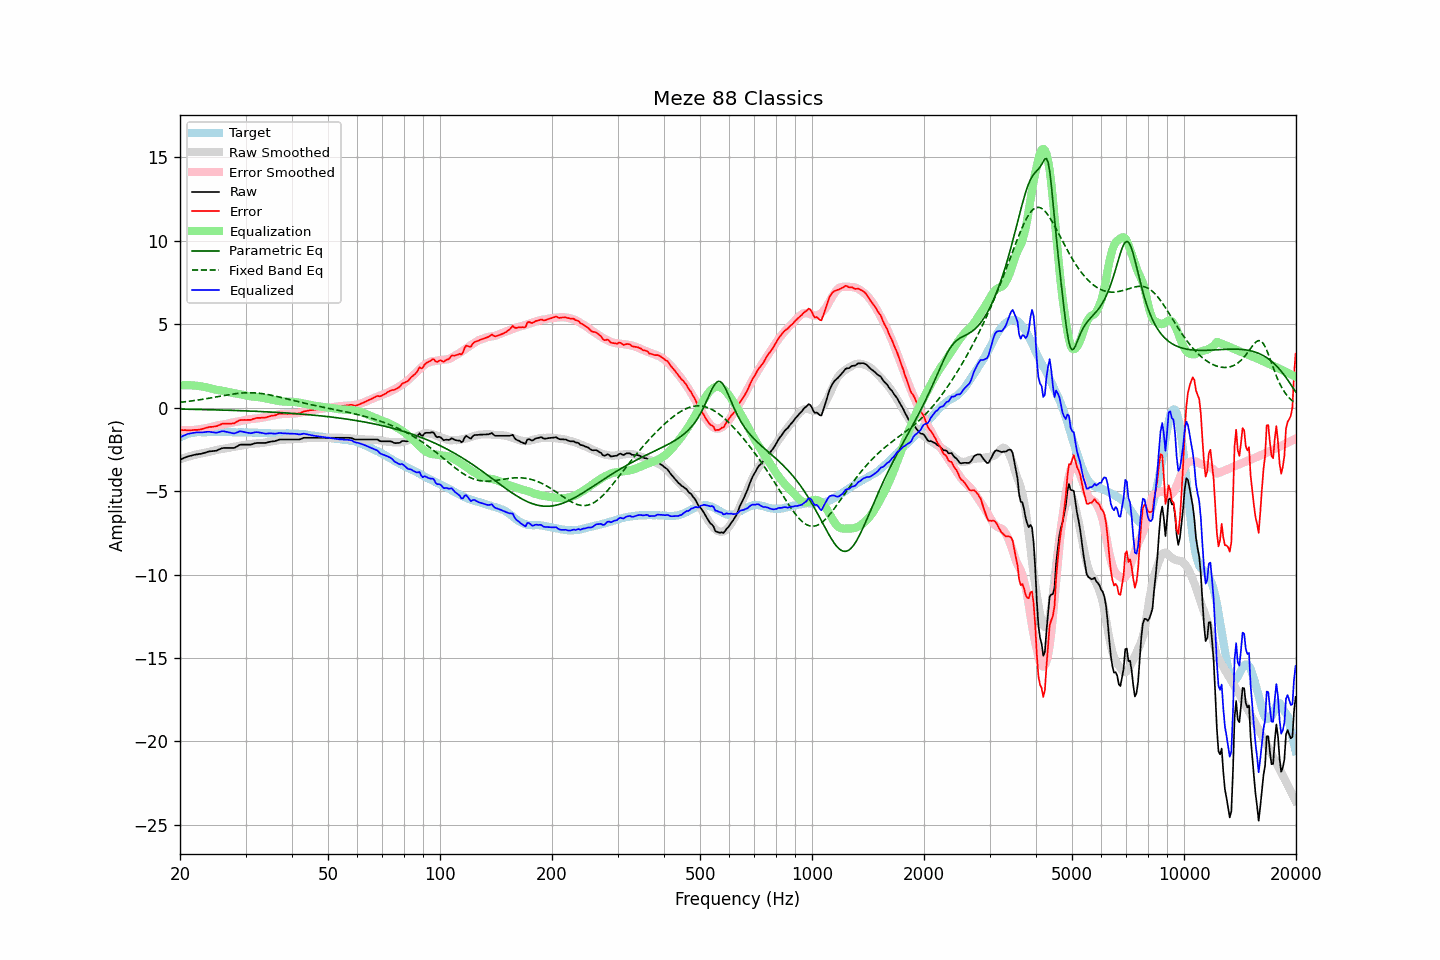 Meze 88 Classics
Target
Raw Smoothed
Error Smoothed
Raw
Error
Equalization
Parametric Eq
Fixed Band Eq
Equalized
15
10
5
0
−5
−10
−15
−20
−25
Amplitude (dBr)
20 50 100 200 500 1000 2000 5000 10000 20000
Frequency (Hz)